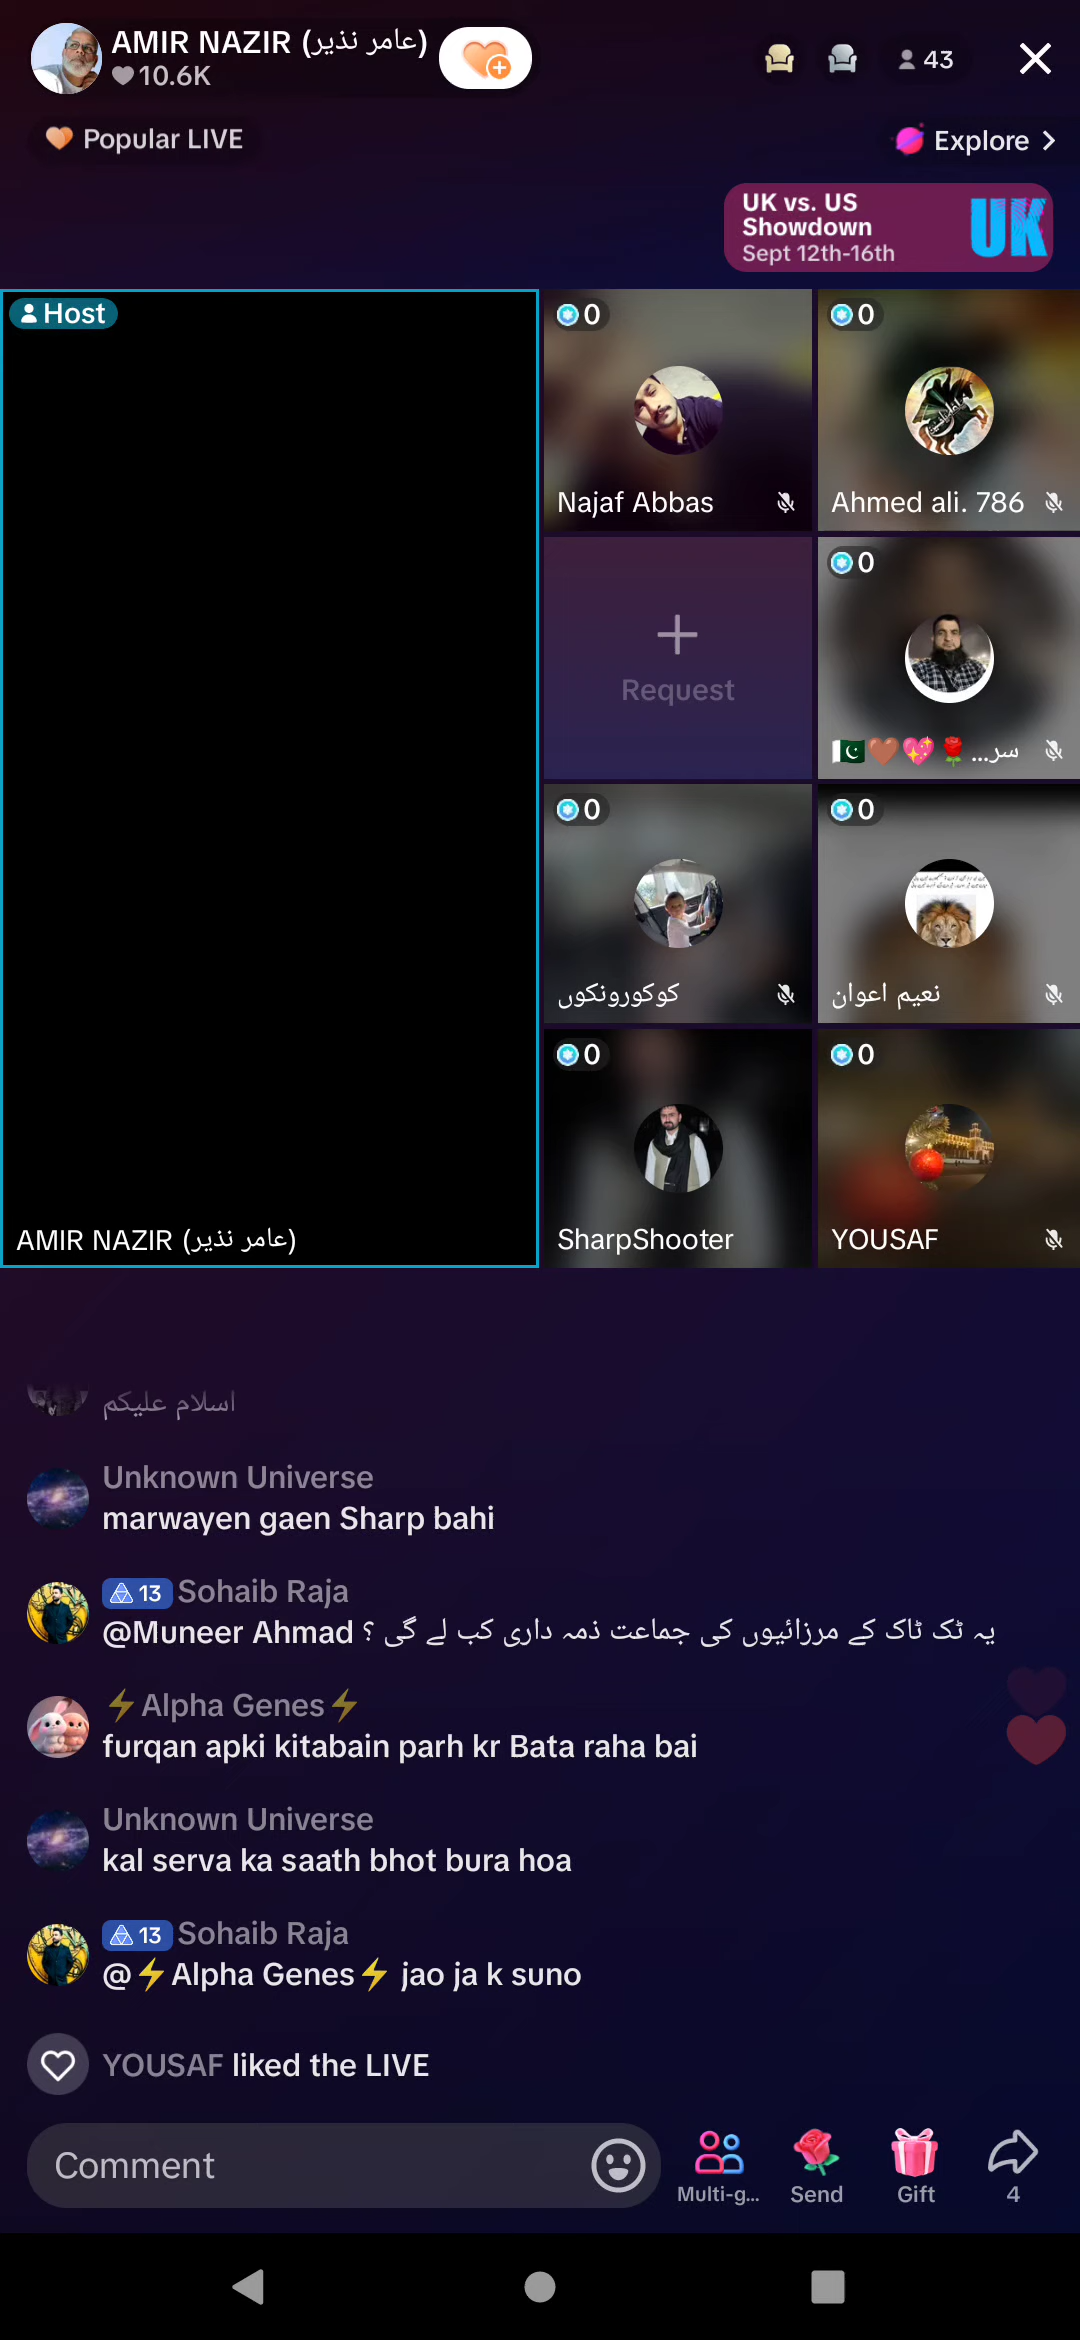 AMIR NAZIR (عامر نذیر)
10.6K
43
Popular LIVE
Explore
UK vs. US
Showdown
Sept 12th-16th
UK
Host
AMIR NAZIR (عامر نذیر)
0
Najaf Abbas
0
Ahmed ali. 786
Request
0
🇵🇰🤎💖🌹...سر
0
کوکورونکوں
0
نعیم اعوان
0
SharpShooter
0
YOUSAF
اسلام علیکم
Unknown Universe
marwayen gaen Sharp bahi
13 Sohaib Raja
@Muneer Ahmad یہ ٹک ٹاک کے مرزائیوں کی جماعت ذمہ داری کب لے گی ؟
⚡Alpha Genes⚡
furqan apki kitabain parh kr Bata raha bai
Unknown Universe
kal serva ka saath bhot bura hoa
13 Sohaib Raja
@⚡Alpha Genes⚡ jao ja k suno
YOUSAF liked the LIVE
Comment
Multi-g...
Send
Gift
4